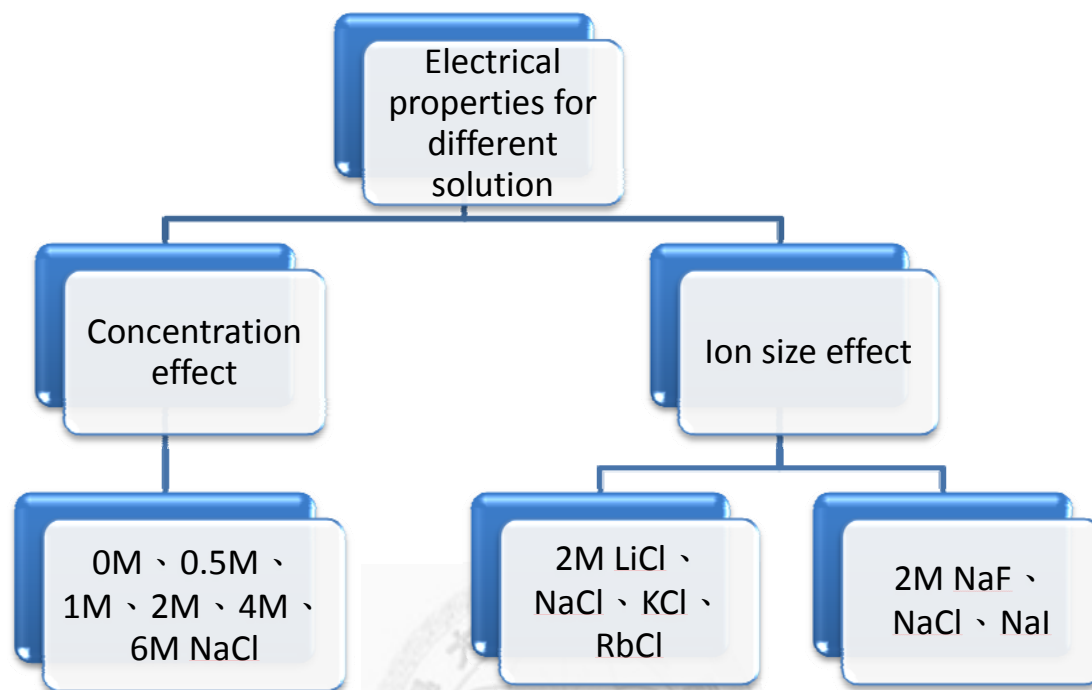 Electrical
properties for
different
solution
Concentration
effect
Ion size effect
0M、0.5M、
1M、2M、4M、
6M NaCl
2M LiCl、
NaCl、KCl、
RbCl
2M NaF、
NaCl、NaI